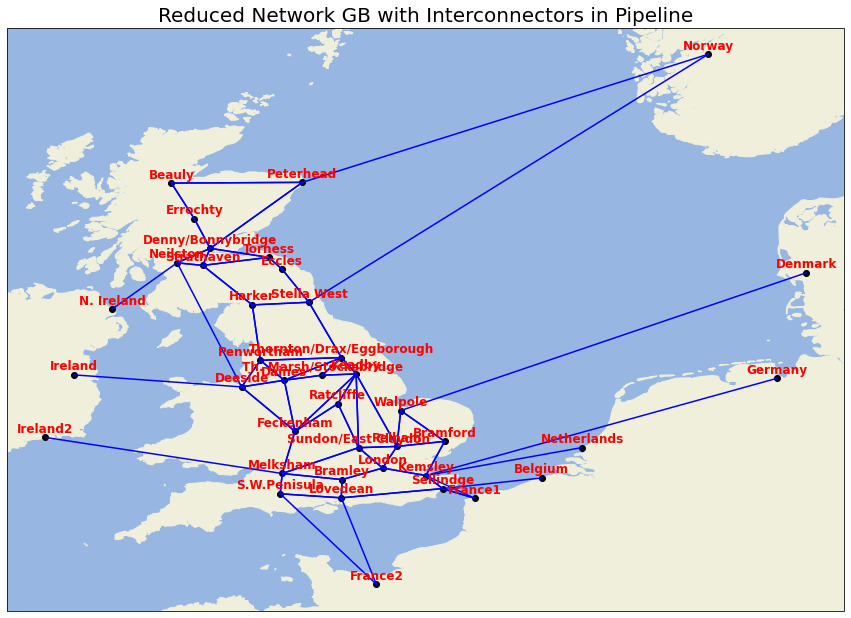 Reduced Network GB with Interconnectors in Pipeline
Norway
Beauly
Peterhead
Errochty
Denny/Bonnybridge
Torness
Neilston
Strathaven
Eccles
Denmark
Harker
Stella West
N. Ireland
Thornton/Drax/Eggborough
Penwortham
Ireland
Th. Marsh/Stocksbridge
Deeside
Daines
Germany
Ratcliffe
Walpole
Feckenham
Ireland2
Sundon/East Claydon
Pelham
Bramford
Netherlands
London
Melksham
Bramley
Kemsley
Belgium
S.W.Penisula
Lovedean
Sellindge
France1
France2